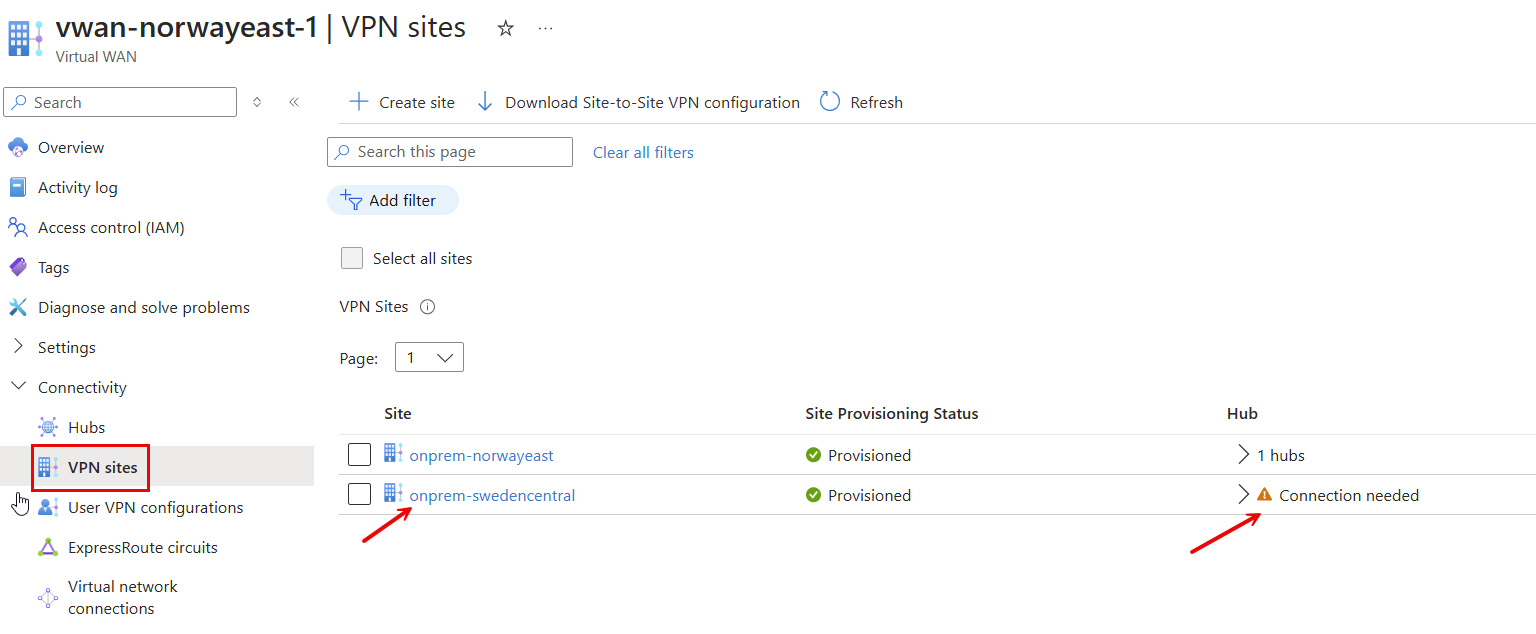 vwan-norwayeast-1 | VPN sites ...
Virtual WAN
Search
Create site Download Site-to-Site VPN configuration Refresh
Search this page Clear all filters
Add filter
Select all sites
VPN Sites
Page: 1
Overview
Activity log
Access control (IAM)
Tags
Diagnose and solve problems
Settings
Connectivity
Hubs
VPN sites
User VPN configurations
ExpressRoute circuits
Virtual network
connections
Site Site Provisioning Status Hub
onprem-norwayeast Provisioned 1 hubs
onprem-swedencentral Provisioned Connection needed